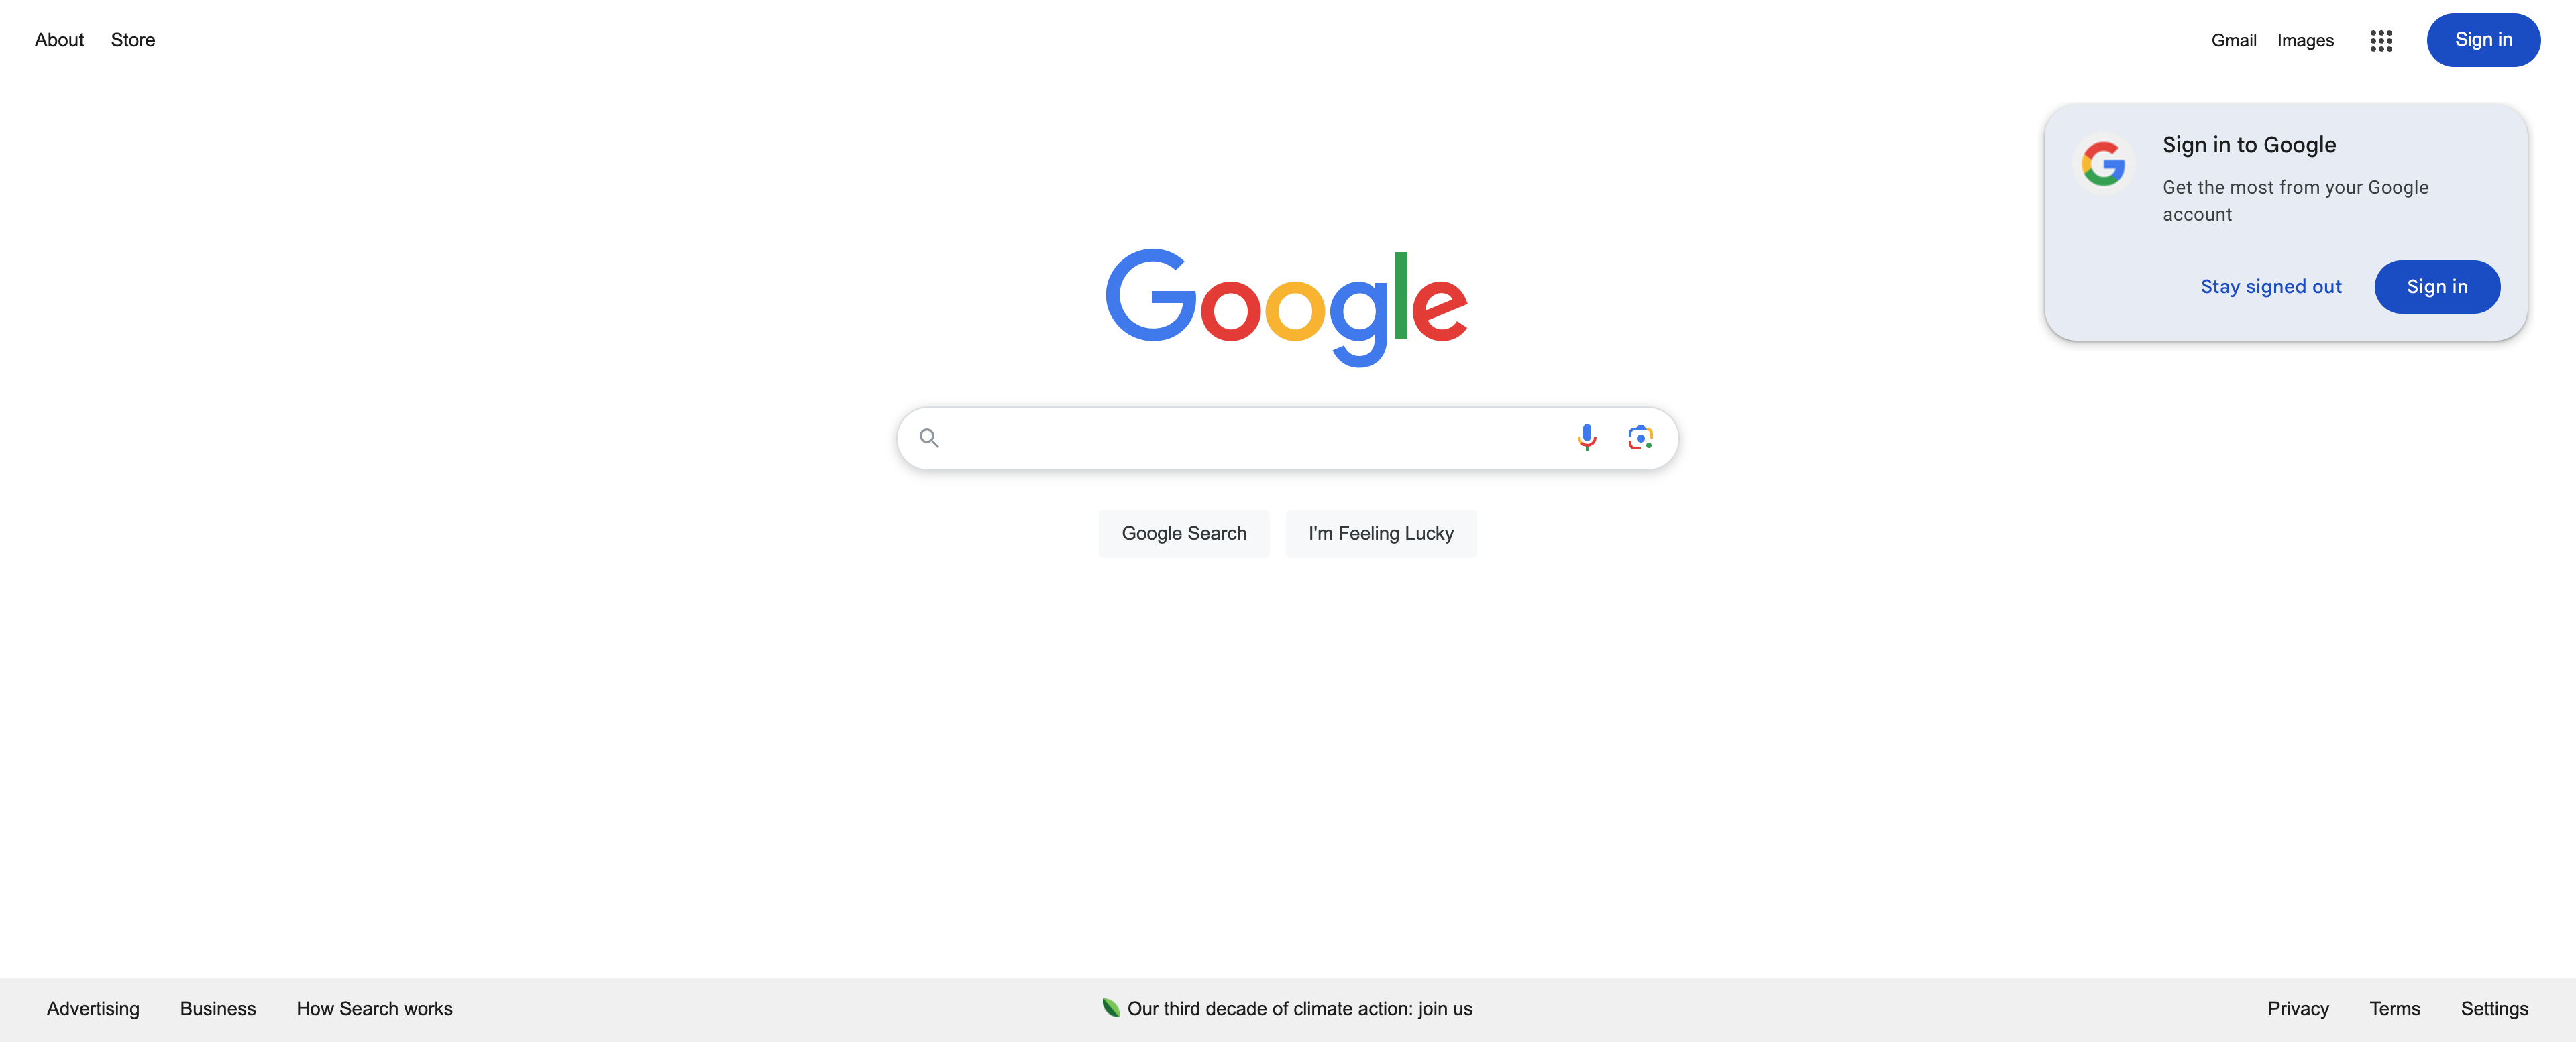 About Store
Gmail Images Sign in
Sign in to Google
Get the most from your Google
account
Stay signed out Sign in
Google
Google Search I'm Feeling Lucky
Advertising Business How Search works
Our third decade of climate action: join us
Privacy Terms Settings